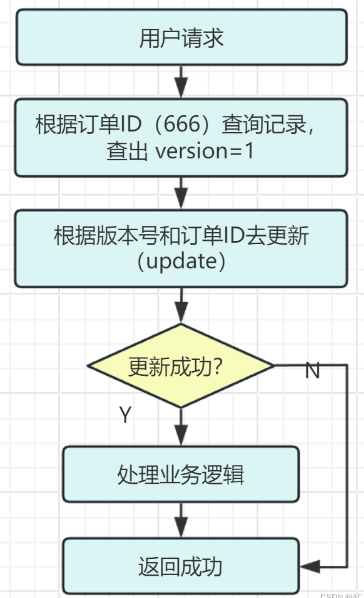 用户请求
根据订单ID（666）查询记录，
查出 version=1
根据版本号和订单ID去更新
（update）
更新成功？
N
Y
处理业务逻辑
返回成功